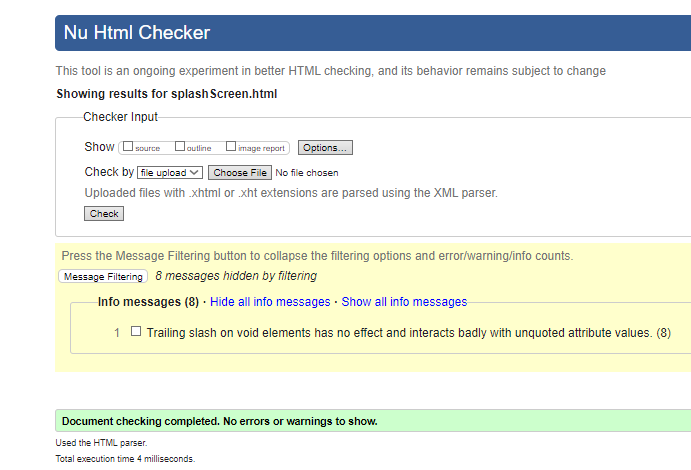 Nu Html Checker
This tool is an ongoing experiment in better HTML checking, and its behavior remains subject to change
Showing results for splashScreen.html
Checker Input
Show source outline image report Options...
Check by file upload Choose File No file chosen
Uploaded files with .xhtml or .xht extensions are parsed using the XML parser.
Check
Press the Message Filtering button to collapse the filtering options and error/warning/info counts.
Message Filtering 8 messages hidden by filtering
Info messages (8) · Hide all info messages · Show all info messages
1 Trailing slash on void elements has no effect and interacts badly with unquoted attribute values. (8)
Document checking completed. No errors or warnings to show.
Used the HTML parser.
Total execution time 4 milliseconds.